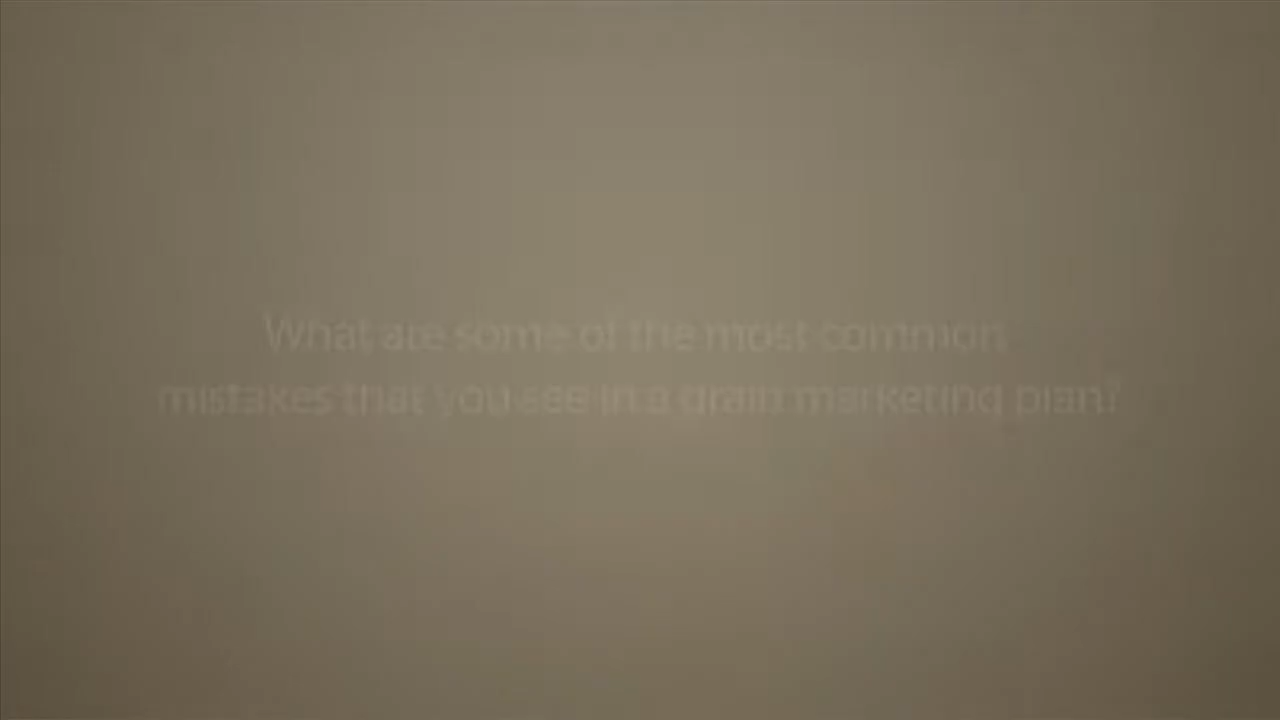 What are some of the most common
mistakes that you see in a grain marketing plan?